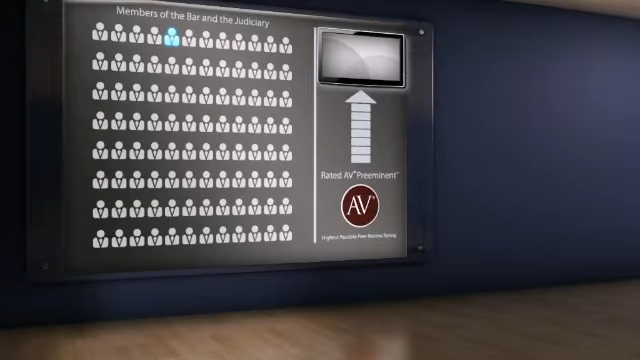 Members of the Bar and the Judiciary
Rated AV® Preeminent™
AV®
Highest Possible Peer Review Rating